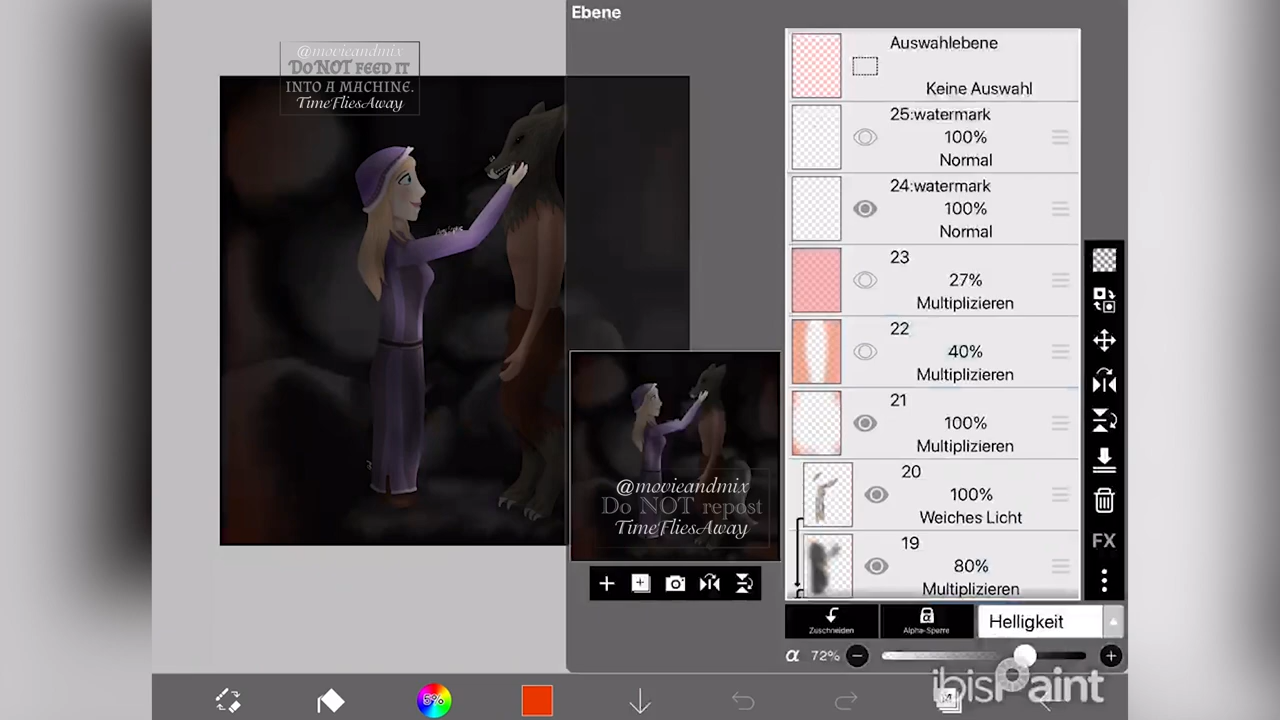 Ebene
@movieandmix
Do NOT FEED IT
INTO A MACHINE.
TimeFliesAway
Auswahlebene
Keine Auswahl
25:watermark
100%
Normal
24:watermark
100%
Normal
23
27%
Multiplizieren
22
40%
Multiplizieren
21
100%
Multiplizieren
20
100%
Weiches Licht
19
80%
Multiplizieren
@movieandmix
Do NOT repost
TimeFliesAway
FX
Zuschneiden
Alpha-Sperre
Helligkeit
α 72%
ibisPaint
5%